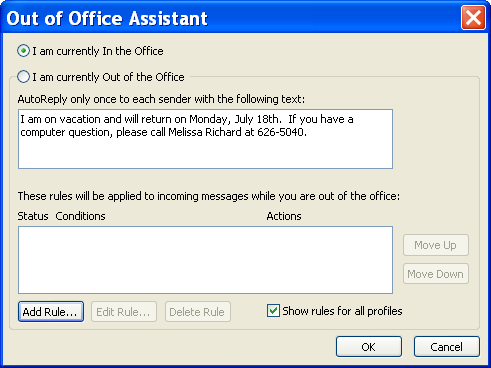 Out of Office Assistant
I am currently In the Office
I am currently Out of the Office
AutoReply only once to each sender with the following text:
I am on vacation and will return on Monday, July 18th.  If you have a
computer question, please call Melissa Richard at 626-5040.
These rules will be applied to incoming messages while you are out of the office:
Status Conditions Actions
Move Up
Move Down
Add Rule... Edit Rule... Delete Rule Show rules for all profiles
OK Cancel